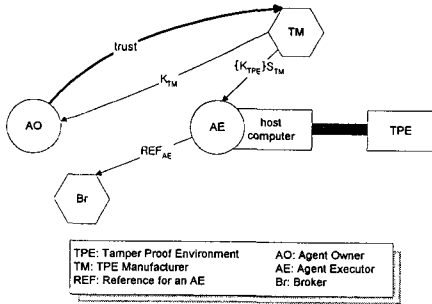 TM
trust
K_TM
{K_TPE}S_TM
AO
AE
host computer
TPE
REF_AE
Br
TPE: Tamper Proof Environment
TM: TPE Manufacturer
REF: Reference for an AE
AO: Agent Owner
AE: Agent Executor
Br: Broker